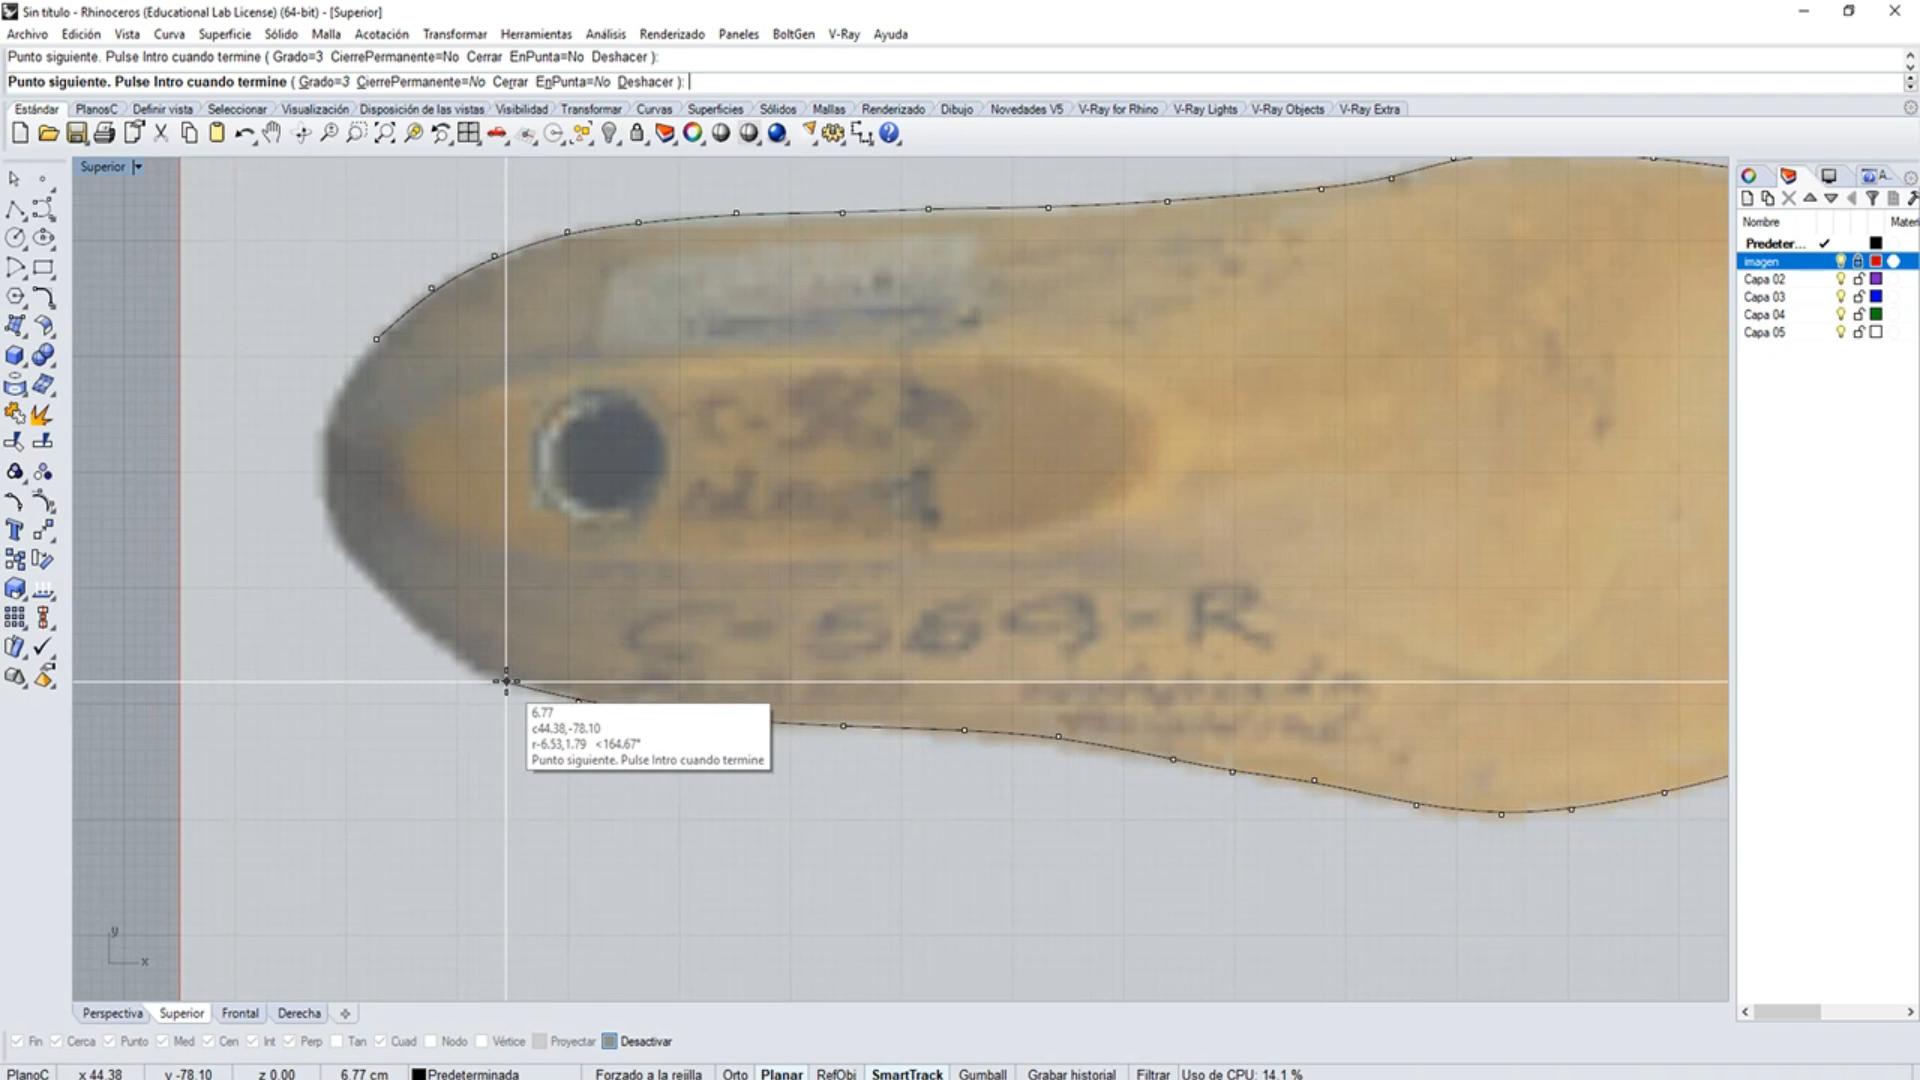 Sin título - Rhinoceros (Educational Lab License) (64-bit) - [Superior]
Archivo Edición Vista Curva Superficie Sólido Malla Acotación Transformar Herramientas Análisis Renderizado Paneles BoltGen V-Ray Ayuda
Punto siguiente. Pulse Intro cuando termine ( Grado=3 CierrePermanente=No Cerrar EnPunta=No Deshacer ):
Punto siguiente. Pulse Intro cuando termine ( Grado=3 CierrePermanente=No Cerrar EnPunta=No Deshacer ):
Estándar PlanosC Definir vista Seleccionar Visualización Disposición de las vistas Visibilidad Transformar Curvas Superficies Sólidos Mallas Renderizado Dibujo Novedades V5 V-Ray for Rhino V-Ray Lights V-Ray Objects V-Ray Extra
Superior
A...
Nombre Materi
Predeter...
imagen
Capa 02
Capa 03
Capa 04
Capa 05
C-569-R
6.77
c44.38,-78.10
r-6.53,1.79 <164.67°
Punto siguiente. Pulse Intro cuando termine
y
x
Perspectiva Superior Frontal Derecha
Fin Cerca Punto Med Cen Int Perp Tan Cuad Nodo Vértice Proyectar Desactivar
PlanoC x 44.38 y -78.10 z 0.00 6.77 cm Predeterminada Forzado a la rejilla Orto Planar RefObj SmartTrack Gumball Grabar historial Filtrar Uso de CPU: 14.1 %